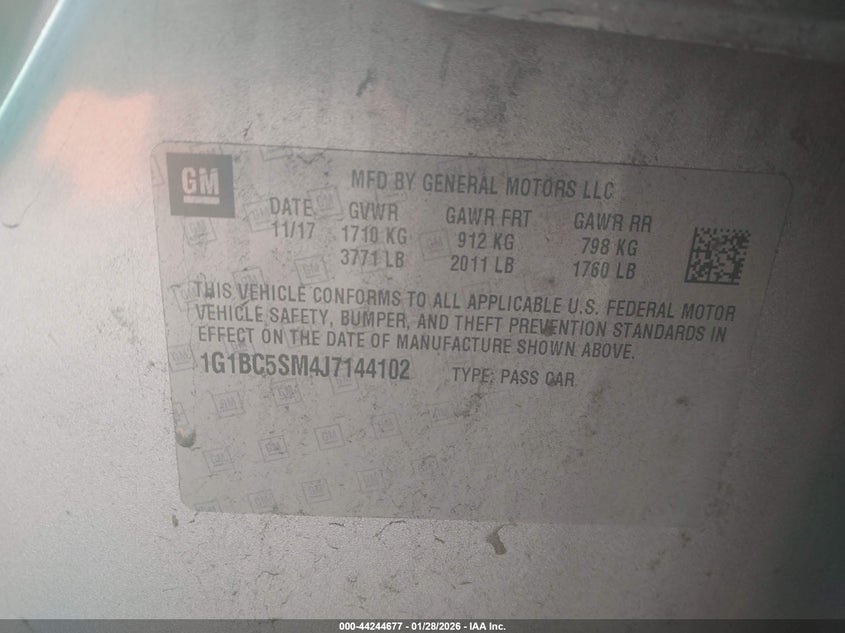 GM
MFD BY GENERAL MOTORS LLC
DATE GVWR GAWR FRT GAWR RR
11/17 1710 KG 912 KG 798 KG
3771 LB 2011 LB 1760 LB
THIS VEHICLE CONFORMS TO ALL APPLICABLE U.S. FEDERAL MOTOR
VEHICLE SAFETY, BUMPER, AND THEFT PREVENTION STANDARDS IN
EFFECT ON THE DATE OF MANUFACTURE SHOWN ABOVE.
1G1BC5SM4J7144102 TYPE: PASS CAR
000-44244677 - 01/28/2026 - IAA Inc.